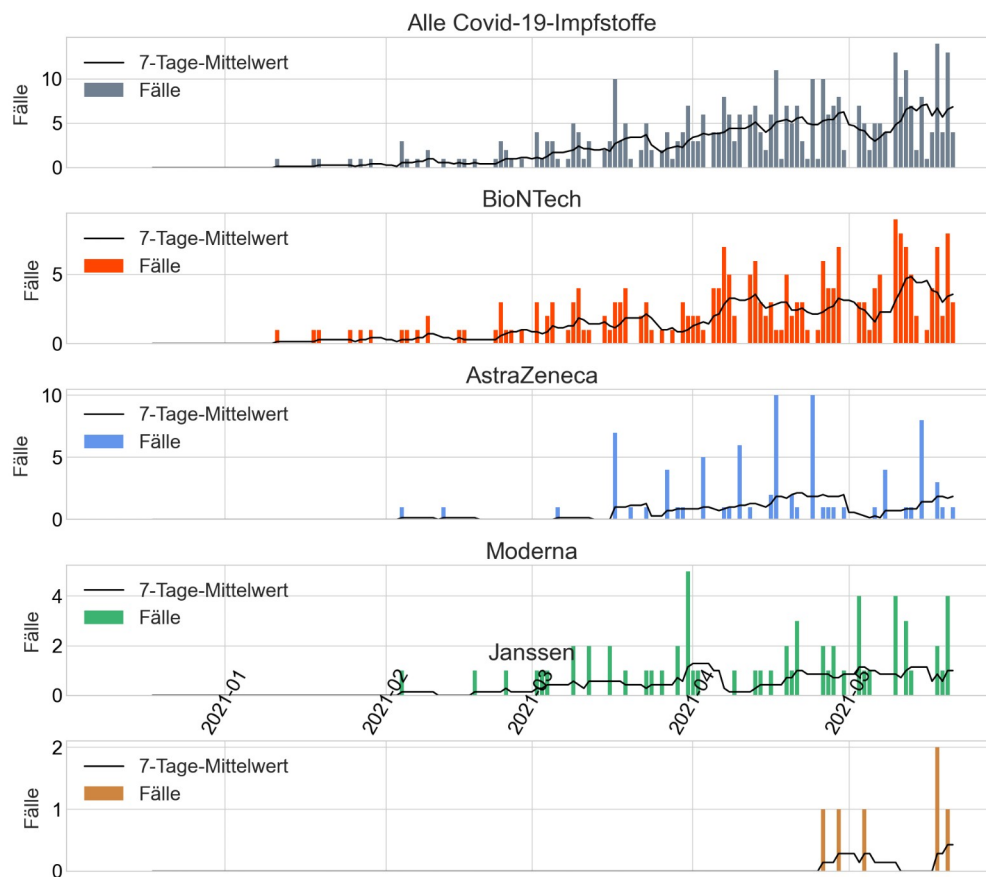 Alle Covid-19-Impfstoffe
Fälle
10
5
0
7-Tage-Mittelwert
Fälle
BioNTech
Fälle
5
0
7-Tage-Mittelwert
Fälle
AstraZeneca
Fälle
10
5
0
7-Tage-Mittelwert
Fälle
Moderna
Fälle
4
2
0
7-Tage-Mittelwert
Fälle
Janssen
2021-01
2021-02
2021-03
2021-04
2021-05
Fälle
2
1
0
7-Tage-Mittelwert
Fälle